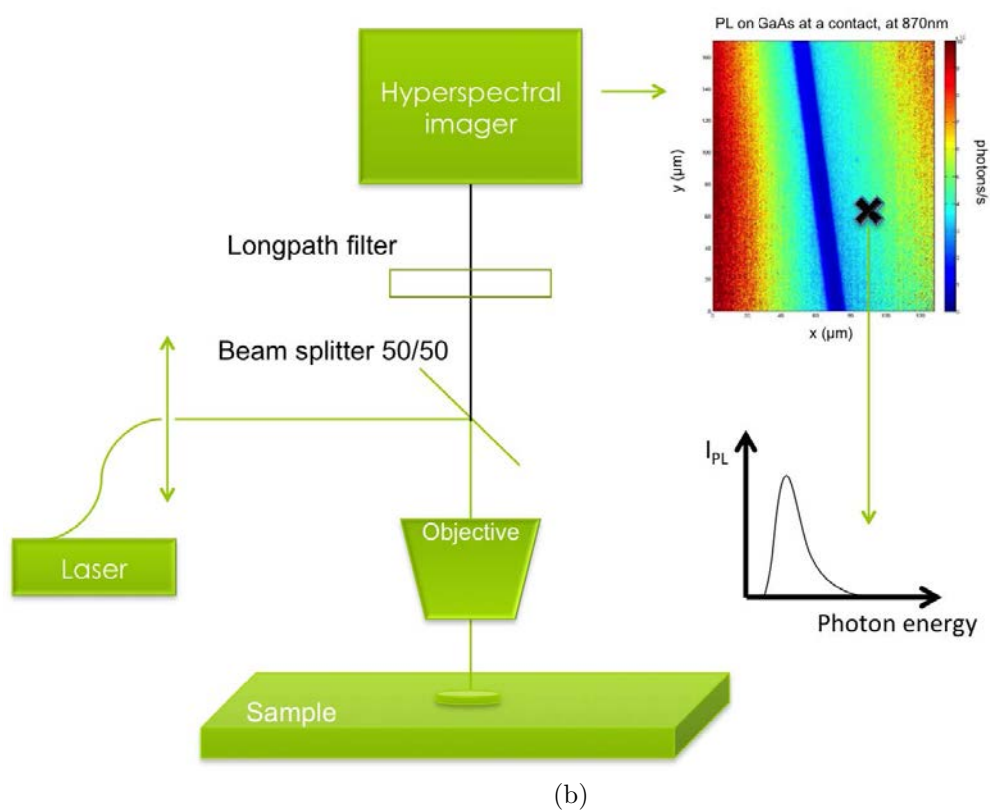 PL on GaAs at a contact, at 870nm
Hyperspectral
imager
photons/s
y (µm)
x (µm)
Longpath filter
Beam splitter 50/50
Laser
Objective
Sample
I_PL
Photon energy
(b)